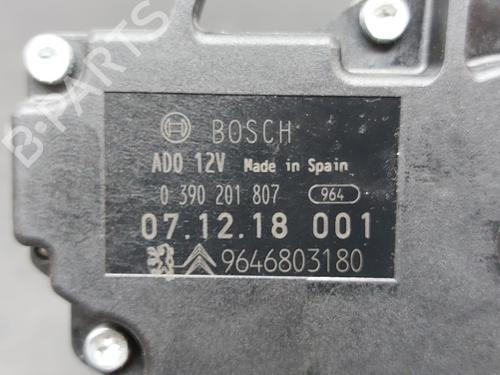 B-PARTS
BOSCH
ADO 12V Made in Spain
0 390 201 807 964
07.12.18 001
9646803180